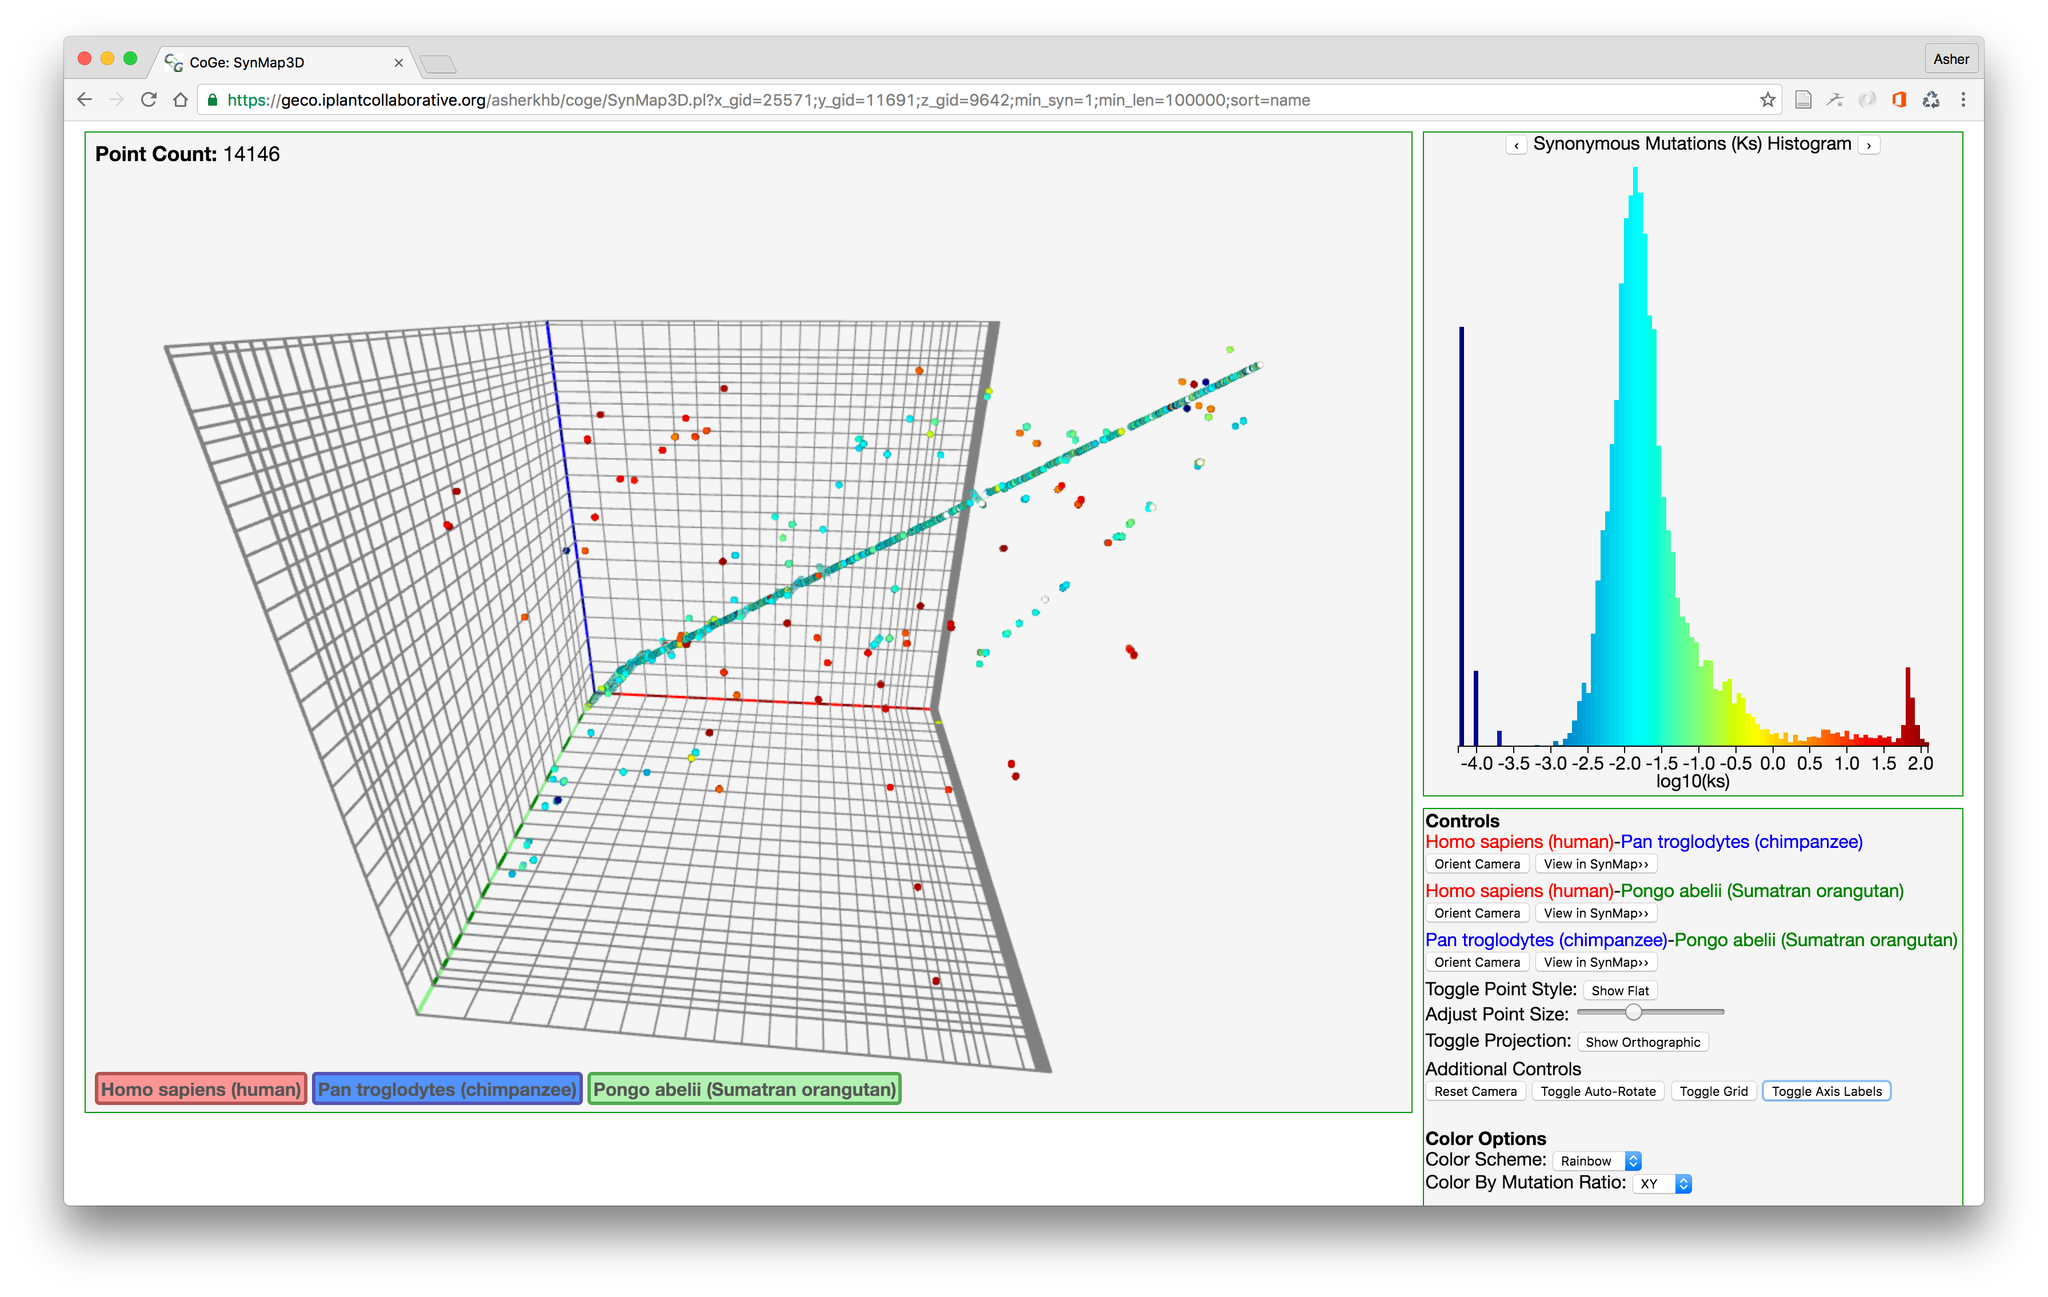 CoGe: SynMap3D
Asher
https://geco.iplantcollaborative.org/asherkhb/coge/SynMap3D.pl?x_gid=25571;y_gid=11691;z_gid=9642;min_syn=1;min_len=100000;sort=name
Point Count: 14146
Homo sapiens (human) Pan troglodytes (chimpanzee) Pongo abelii (Sumatran orangutan)
‹ Synonymous Mutations (Ks) Histogram ›
-4.0 -3.5 -3.0 -2.5 -2.0 -1.5 -1.0 -0.5 0.0 0.5 1.0 1.5 2.0
log10(ks)
Controls
Homo sapiens (human)-Pan troglodytes (chimpanzee)
Orient Camera View in SynMap››
Homo sapiens (human)-Pongo abelii (Sumatran orangutan)
Orient Camera View in SynMap››
Pan troglodytes (chimpanzee)-Pongo abelii (Sumatran orangutan)
Orient Camera View in SynMap››
Toggle Point Style: Show Flat
Adjust Point Size:
Toggle Projection: Show Orthographic
Additional Controls
Reset Camera Toggle Auto-Rotate Toggle Grid Toggle Axis Labels
Color Options
Color Scheme: Rainbow
Color By Mutation Ratio: XY